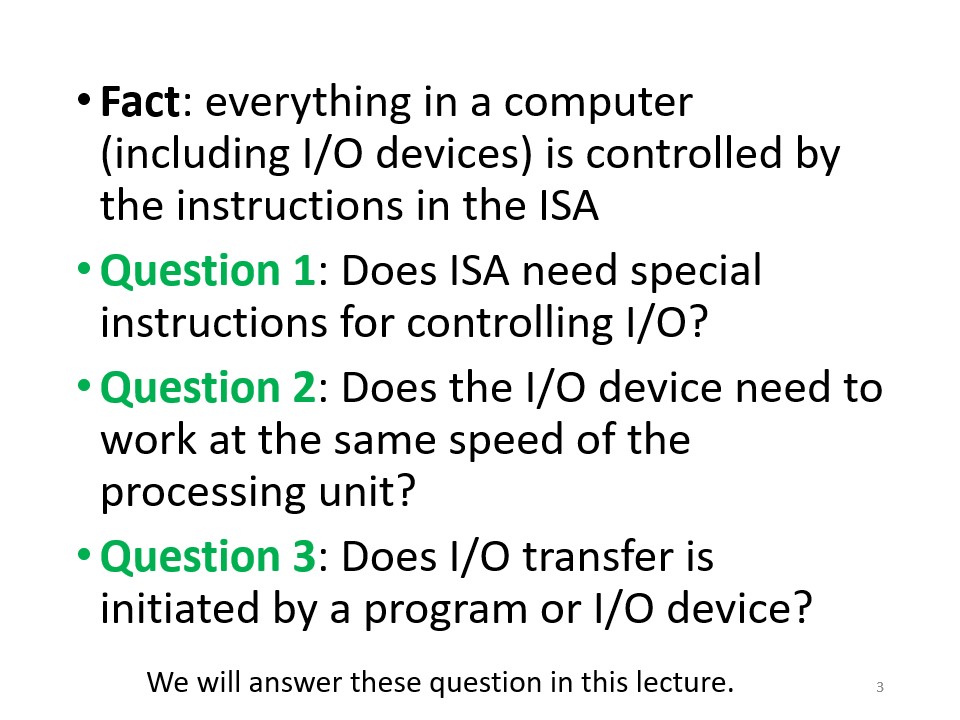 • Fact: everything in a computer
(including I/O devices) is controlled by
the instructions in the ISA
• Question 1: Does ISA need special
instructions for controlling I/O?
• Question 2: Does the I/O device need to
work at the same speed of the
processing unit?
• Question 3: Does I/O transfer is
initiated by a program or I/O device?
We will answer these question in this lecture.
3